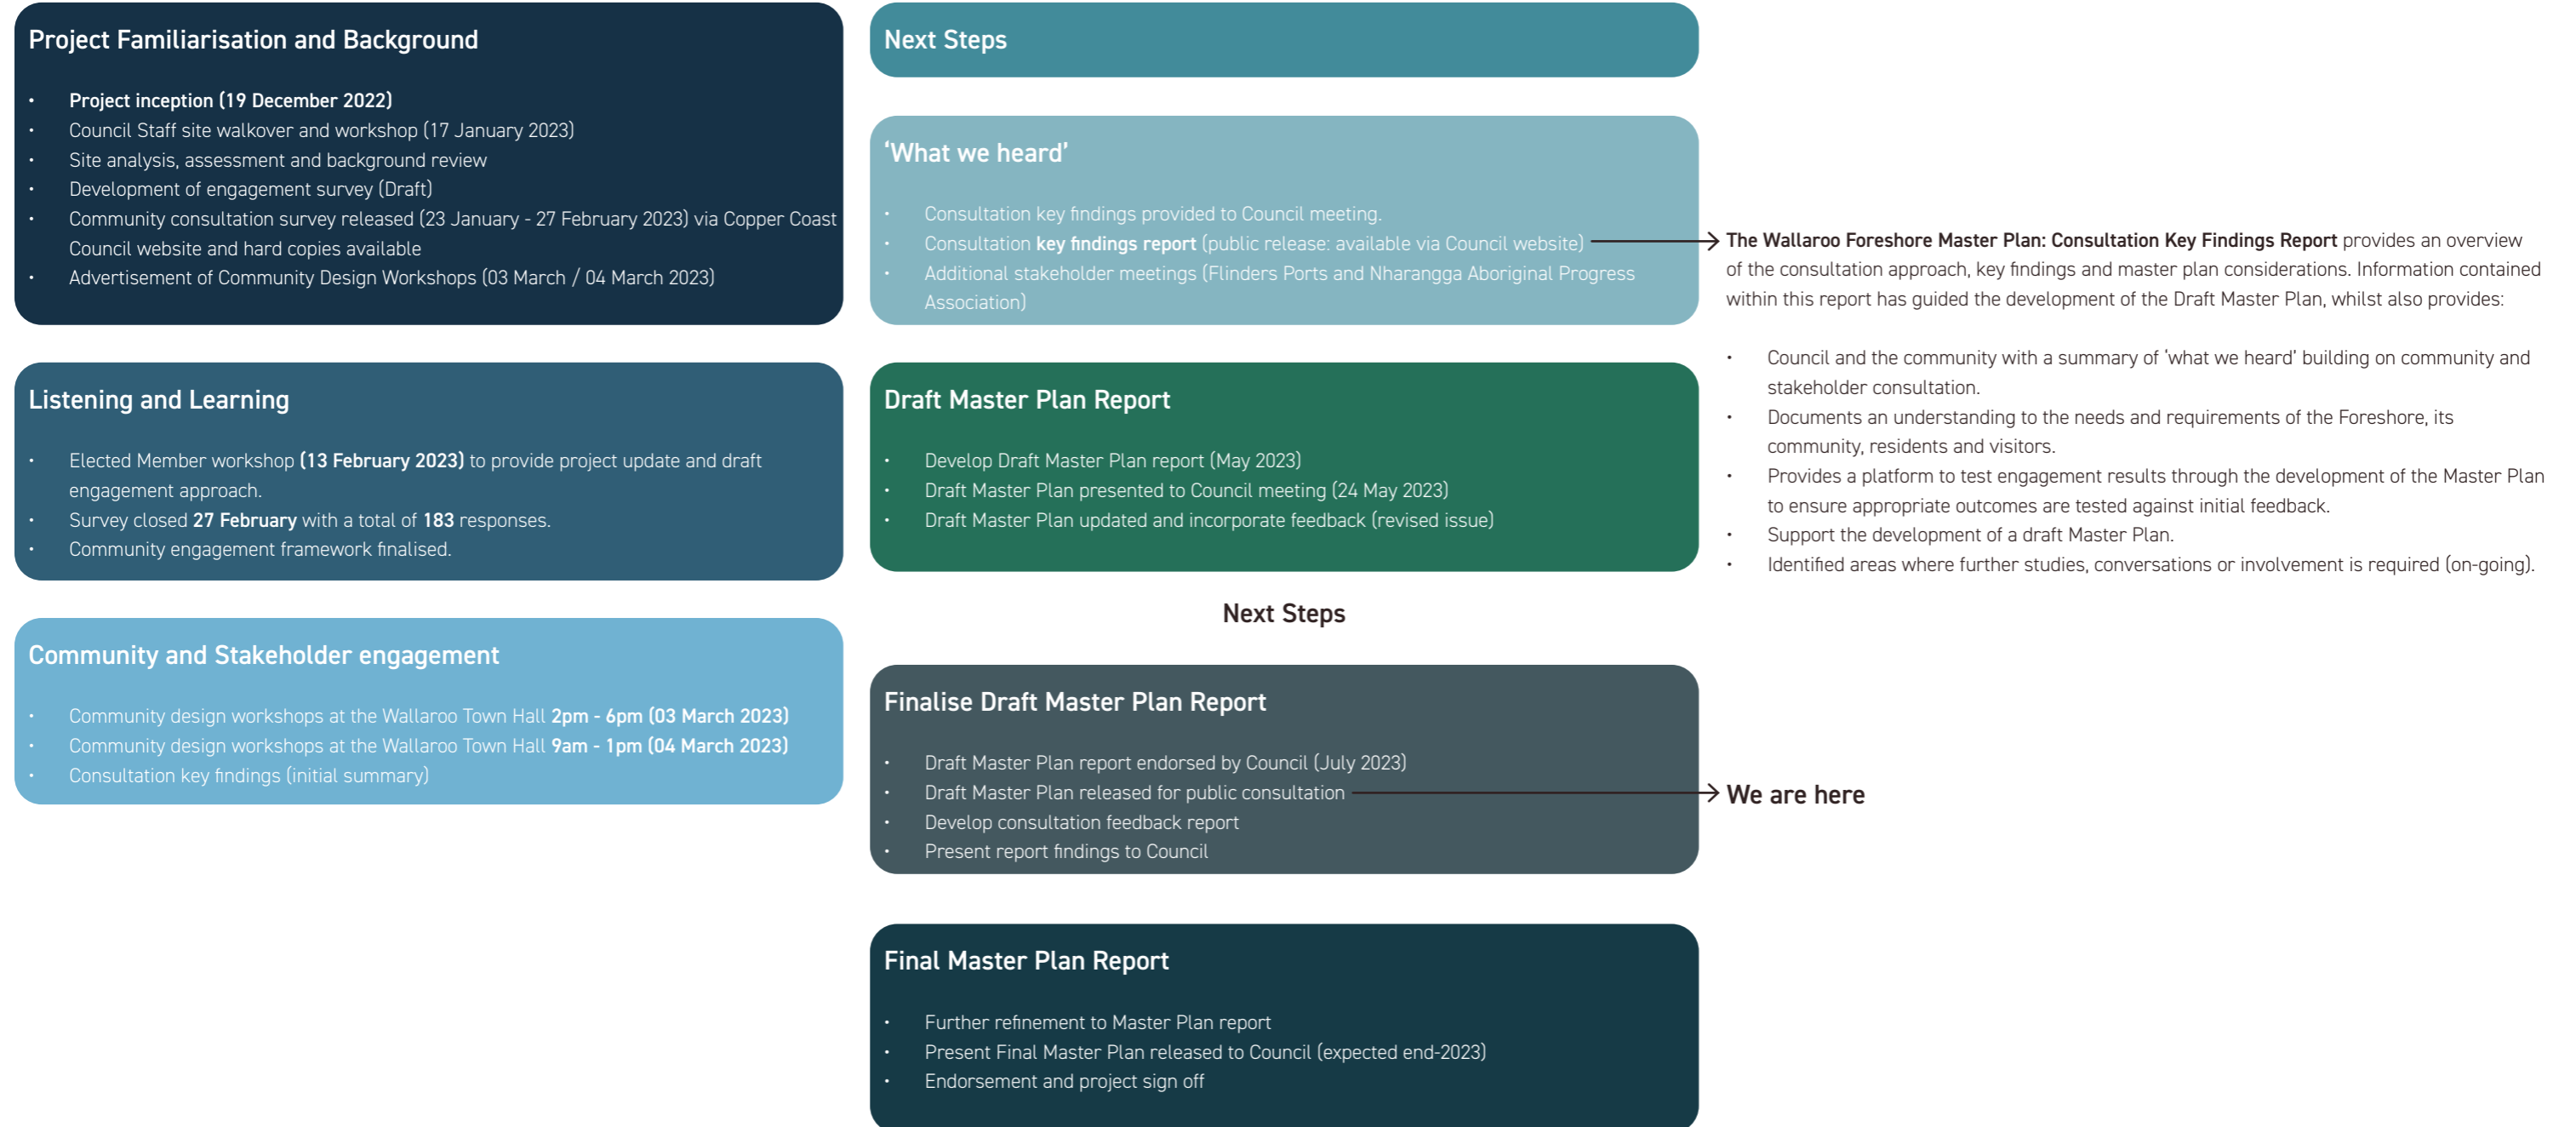 Project Familiarisation and Background
• Project inception (19 December 2022)
• Council Staff site walkover and workshop (17 January 2023)
• Site analysis, assessment and background review
• Development of engagement survey (Draft)
• Community consultation survey released (23 January - 27 February 2023) via Copper Coast
Council website and hard copies available
• Advertisement of Community Design Workshops (03 March / 04 March 2023)
Listening and Learning
• Elected Member workshop (13 February 2023) to provide project update and draft
engagement approach.
• Survey closed 27 February with a total of 183 responses.
• Community engagement framework finalised.
Community and Stakeholder engagement
• Community design workshops at the Wallaroo Town Hall 2pm - 6pm (03 March 2023)
• Community design workshops at the Wallaroo Town Hall 9am - 1pm (04 March 2023)
• Consultation key findings (initial summary)
Next Steps
‘What we heard’
• Consultation key findings provided to Council meeting.
• Consultation key findings report (public release: available via Council website)
• Additional stakeholder meetings (Flinders Ports and Nharangga Aboriginal Progress
Association)
Draft Master Plan Report
• Develop Draft Master Plan report (May 2023)
• Draft Master Plan presented to Council meeting (24 May 2023)
• Draft Master Plan updated and incorporate feedback (revised issue)
Next Steps
Finalise Draft Master Plan Report
• Draft Master Plan report endorsed by Council (July 2023)
• Draft Master Plan released for public consultation
• Develop consultation feedback report
• Present report findings to Council
Final Master Plan Report
• Further refinement to Master Plan report
• Present Final Master Plan released to Council (expected end-2023)
• Endorsement and project sign off
The Wallaroo Foreshore Master Plan: Consultation Key Findings Report provides an overview
of the consultation approach, key findings and master plan considerations. Information contained
within this report has guided the development of the Draft Master Plan, whilst also provides:
• Council and the community with a summary of ‘what we heard’ building on community and
stakeholder consultation.
• Documents an understanding to the needs and requirements of the Foreshore, its
community, residents and visitors.
• Provides a platform to test engagement results through the development of the Master Plan
to ensure appropriate outcomes are tested against initial feedback.
• Support the development of a draft Master Plan.
• Identified areas where further studies, conversations or involvement is required (on-going).
We are here